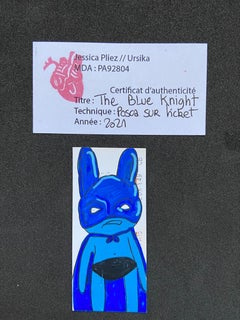 Jessica Pliez // Ursika
MDA : PA92804
Certificat d'authenticité
Titre : The Blue Knight
Technique : Posca sur ticket
Année : 2021